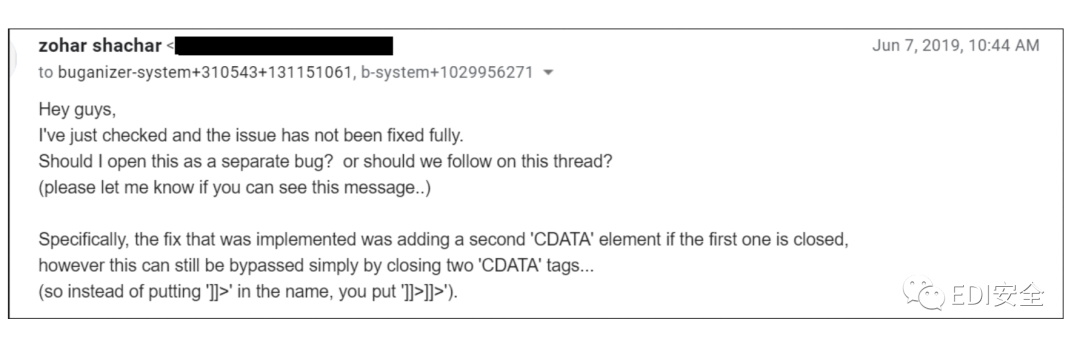 zohar shachar <
Jun 7, 2019, 10:44 AM
to buganizer-system+310543+131151061, b-system+1029956271
Hey guys,
I've just checked and the issue has not been fixed fully.
Should I open this as a separate bug?  or should we follow on this thread?
(please let me know if you can see this message..)
Specifically, the fix that was implemented was adding a second 'CDATA' element if the first one is closed,
however this can still be bypassed simply by closing two 'CDATA' tags...
(so instead of putting ']]>' in the name, you put ']]>]]>').
EDI安全